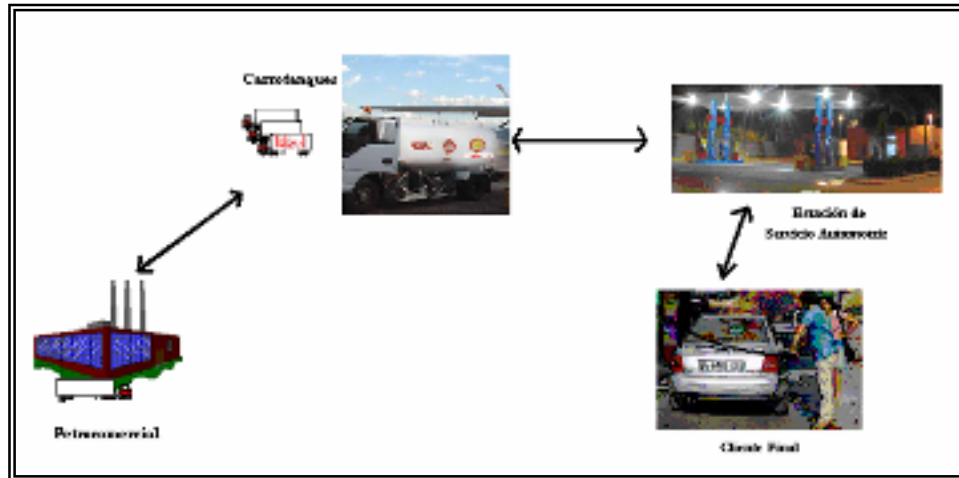 Carrotanques
Estación de
Servicio Automotriz
Petrocomercial
Cliente Final